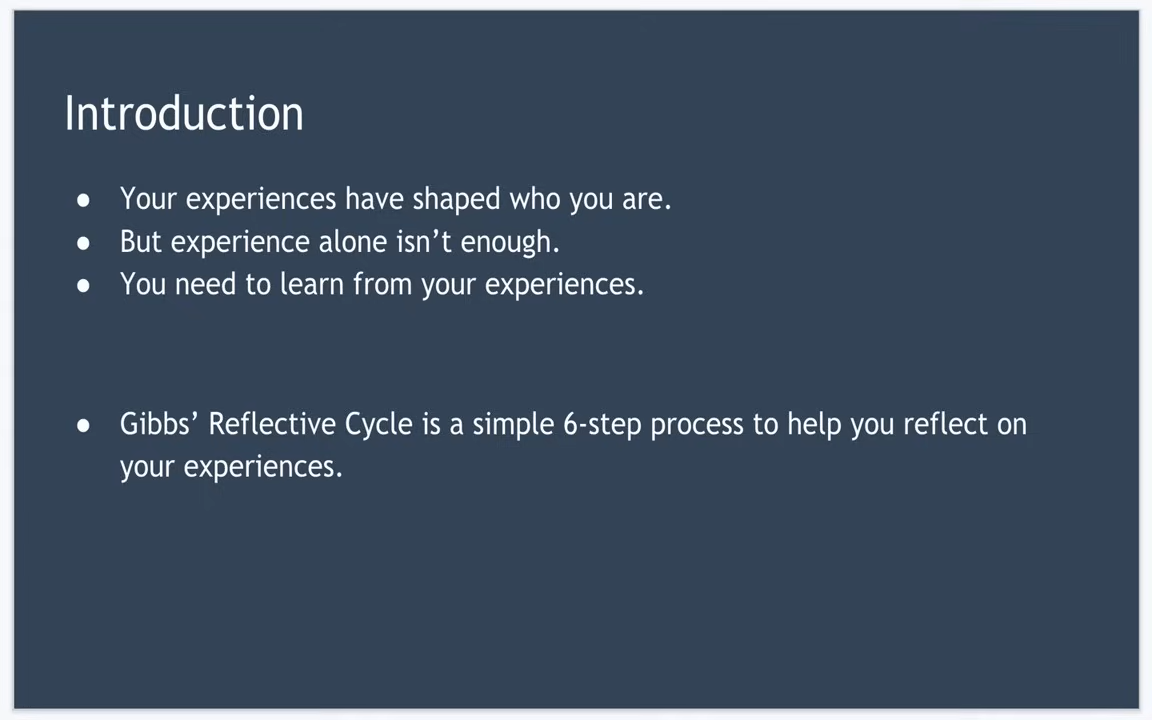 Introduction
● Your experiences have shaped who you are.
● But experience alone isn’t enough.
● You need to learn from your experiences.
● Gibbs’ Reflective Cycle is a simple 6-step process to help you reflect on
your experiences.